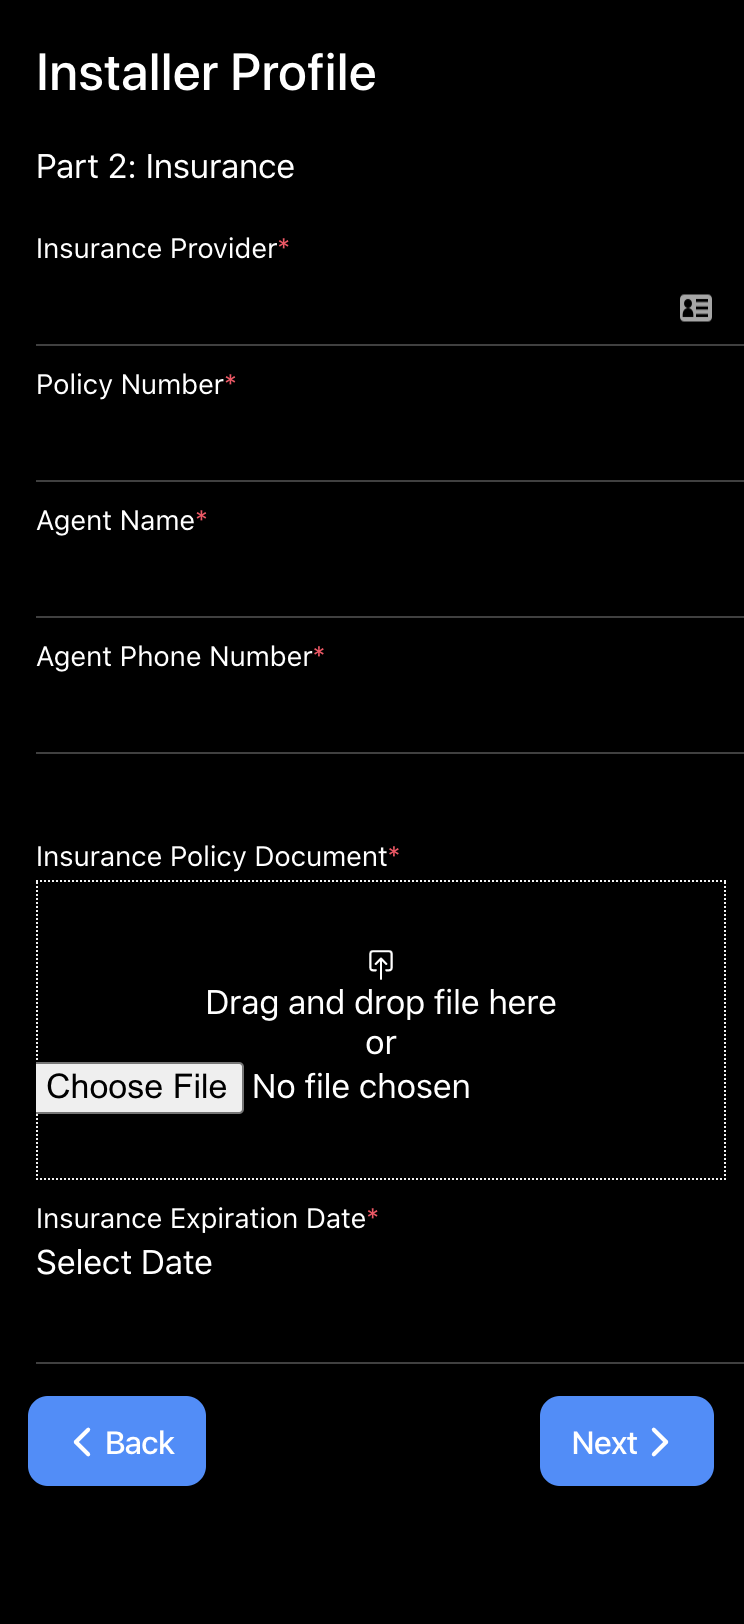 Installer Profile
Part 2: Insurance
Insurance Provider*
Policy Number*
Agent Name*
Agent Phone Number*
Insurance Policy Document*
Drag and drop file here
or
Choose File No file chosen
Insurance Expiration Date*
Select Date
Back Next